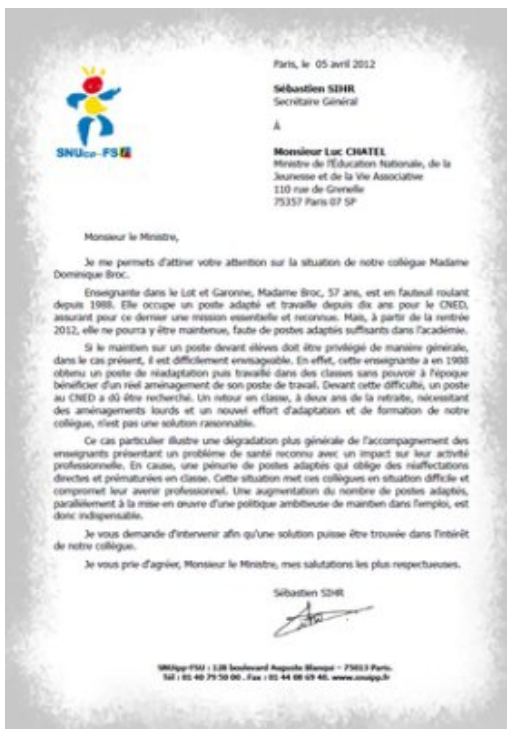 Paris, le 05 avril 2012
Sébastien SIHR
Secrétaire Général
À
SNUipp-FSU
Monsieur Luc CHATEL
Ministre de l'Éducation Nationale, de la
Jeunesse et de la Vie Associative
110 rue de Grenelle
75357 Paris 07 SP
Monsieur le Ministre,
Je me permets d'attirer votre attention sur la situation de notre collègue Madame
Dominique Broc.
Enseignante dans le Lot et Garonne, Madame Broc, 57 ans, est en fauteuil roulant
depuis 1988. Elle occupe un poste adapté et travaille depuis dix ans pour le CNED,
assurant pour ce dernier une mission essentielle et reconnue. Mais, à partir de la rentrée
2012, elle ne pourra y être maintenue, faute de postes adaptés suffisants dans l'académie.
Si le maintien sur un poste devant élèves doit être privilégié de manière générale,
dans le cas présent, il est difficilement envisageable. En effet, cette enseignante a en 1988
obtenu un poste de réadaptation puis travaillé dans des classes sans pouvoir à l'époque
bénéficier d'un réel aménagement de son poste de travail. Devant cette difficulté, un poste
au CNED a dû être recherché. Un retour en classe, à deux ans de la retraite, nécessitant
des aménagements lourds et un nouvel effort d'adaptation et de formation de notre
collègue, n'est pas une solution raisonnable.
Ce cas particulier illustre une dégradation plus générale de l'accompagnement des
enseignants présentant un problème de santé reconnu avec un impact sur leur activité
professionnelle. En cause, une pénurie de postes adaptés qui oblige des réaffectations
directes et prématurées en classe. Cette situation met ces collègues en situation difficile et
compromet leur avenir professionnel. Une augmentation du nombre de postes adaptés,
parallèlement à la mise en œuvre d'une politique ambitieuse de maintien dans l'emploi, est
donc indispensable.
Je vous demande d'intervenir afin qu'une solution puisse être trouvée dans l'intérêt
de notre collègue.
Je vous prie d'agréer, Monsieur le Ministre, mes salutations les plus respectueuses.
Sébastien SIHR
SNUipp-FSU : 128 boulevard Auguste Blanqui – 75013 Paris.
Tél : 01 40 79 50 00 . Fax : 01 44 08 69 40. www.snuipp.fr